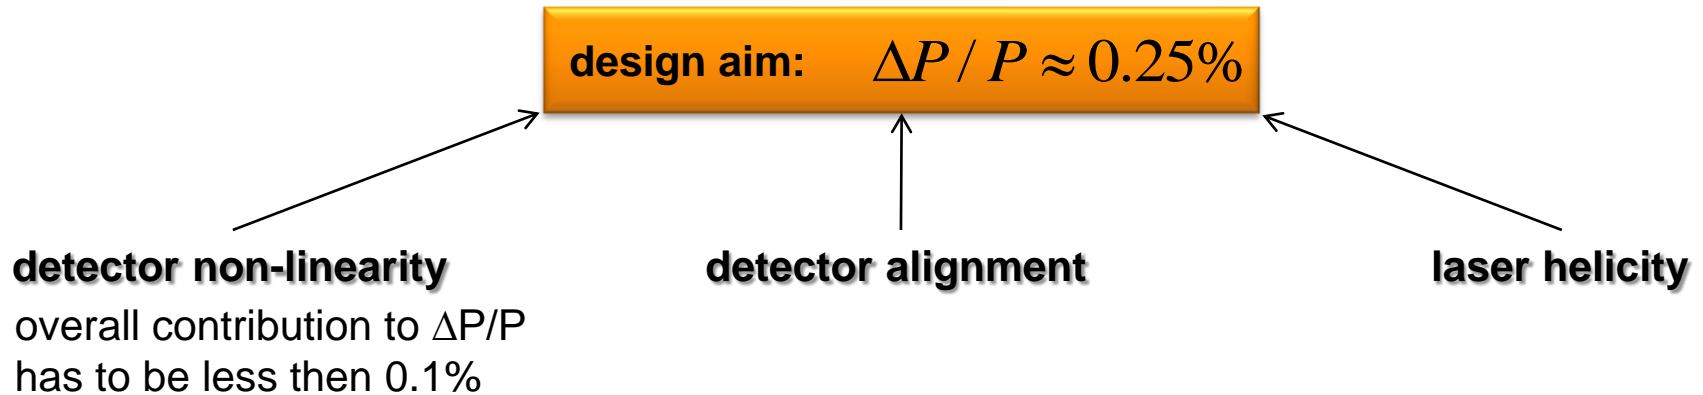 design aim: ΔP / P ≈ 0.25%
detector non-linearity
overall contribution to ΔP/P
has to be less then 0.1%
detector alignment
laser helicity